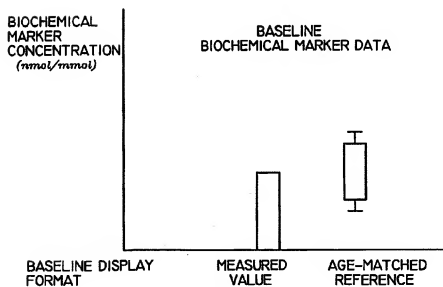 BIOCHEMICAL
MARKER
CONCENTRATION
(nmol/mmol)
BASELINE
BIOCHEMICAL MARKER DATA
BASELINE DISPLAY
FORMAT
MEASURED
VALUE
AGE-MATCHED
REFERENCE